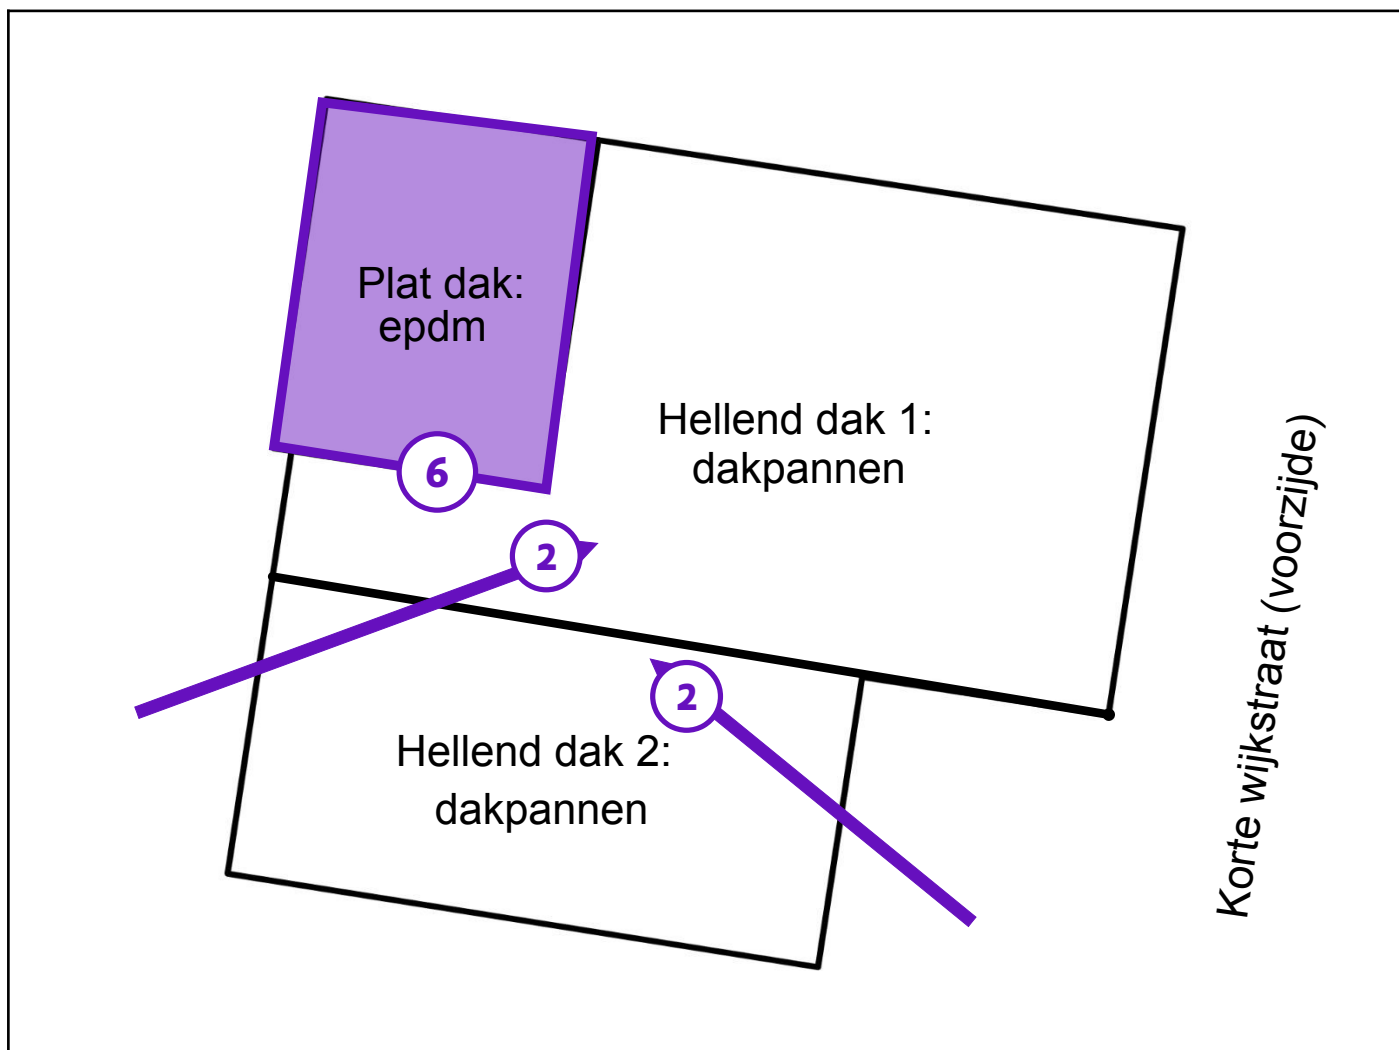 Plat dak:
epdm
Hellend dak 1:
dakpannen
6
2
2
Hellend dak 2:
dakpannen
Korte wijkstraat (voorzijde)